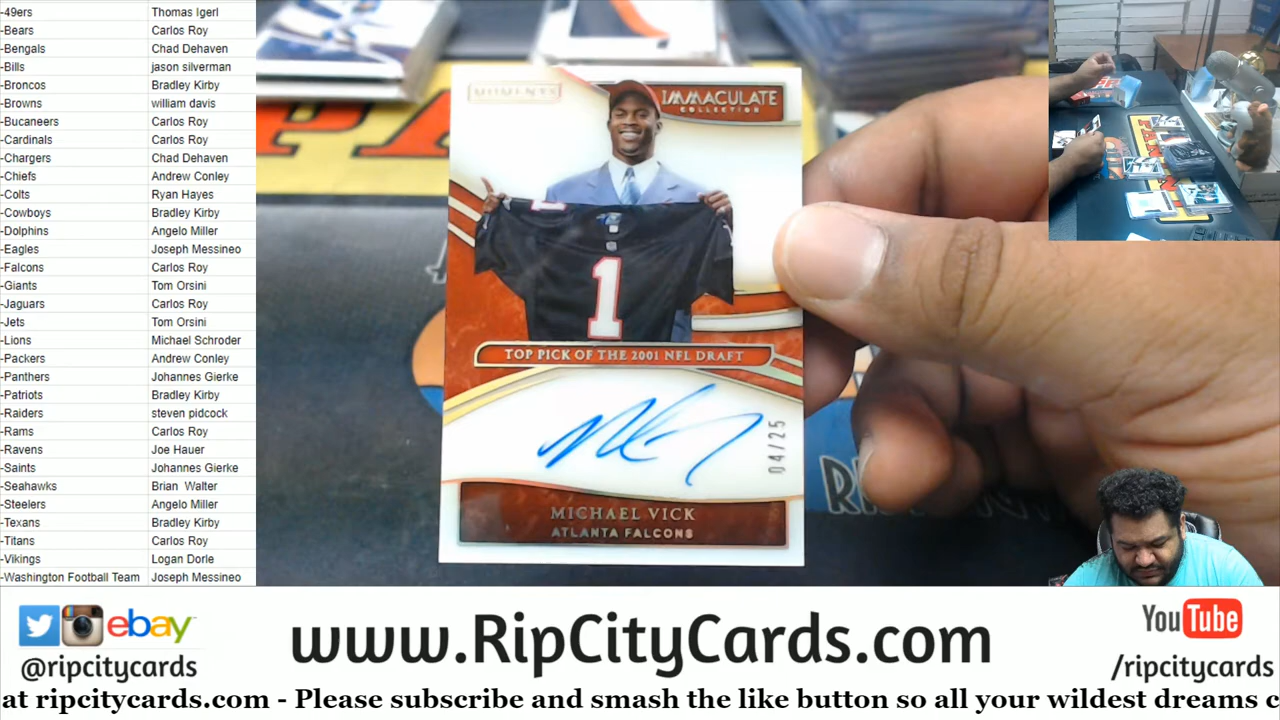 -49ers Thomas Igerl
-Bears Carlos Roy
-Bengals Chad Dehaven
-Bills jason silverman
-Broncos Bradley Kirby
-Browns william davis
-Bucaneers Carlos Roy
-Cardinals Carlos Roy
-Chargers Chad Dehaven
-Chiefs Andrew Conley
-Colts Ryan Hayes
-Cowboys Bradley Kirby
-Dolphins Angelo Miller
-Eagles Joseph Messineo
-Falcons Carlos Roy
-Giants Tom Orsini
-Jaguars Carlos Roy
-Jets Tom Orsini
-Lions Michael Schroder
-Packers Andrew Conley
-Panthers Johannes Gierke
-Patriots Bradley Kirby
-Raiders steven pidcock
-Rams Carlos Roy
-Ravens Joe Hauer
-Saints Johannes Gierke
-Seahawks Brian Walter
-Steelers Angelo Miller
-Texans Bradley Kirby
-Titans Carlos Roy
-Vikings Logan Dorle
-Washington Football Team Joseph Messineo
MOMENTS
IMMACULATE
COLLECTION
1
TOP PICK OF THE 2001 NFL DRAFT
04/25
MICHAEL VICK
ATLANTA FALCONS
ebay
@ripcitycards
www.RipCityCards.com
YouTube
/ripcitycards
at ripcitycards.com - Please subscribe and smash the like button so all your wildest dreams c